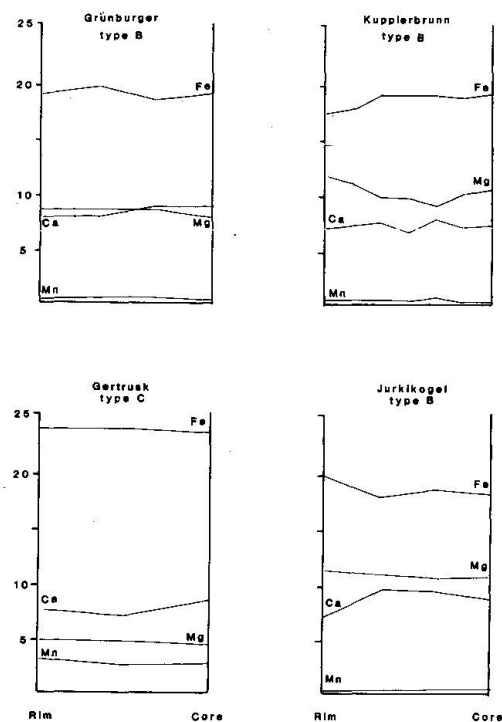 Grünburger
type B
25
20
10
5
Fe
Ca
Mg
Mn
Kupplerbrunn
type B
Fe
Mg
Ca
Mn
Gertrusk
type C
25
20
10
5
Fe
Ca
Mg
Mn
Rim
Core
Jurkikogel
type B
Fe
Mg
Ca
Mn
Rim
Core